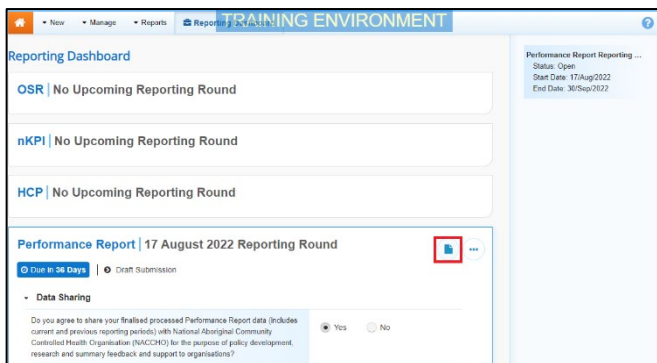 New Manage Reports Reporting
TRAINING ENVIRONMENT
Reporting Dashboard
OSR | No Upcoming Reporting Round
nKPI | No Upcoming Reporting Round
HCP | No Upcoming Reporting Round
Performance Report | 17 August 2022 Reporting Round
Due in 36 Days | Draft Submission
Data Sharing
Do you agree to share your finalised processed Performance Report data (includes
current and previous reporting periods) with National Aboriginal Community
Controlled Health Organisation (NACCHO) for the purpose of policy development,
research and summary feedback and support to organisations?
Yes No
Performance Report Reporting ...
Status: Open
Start Date: 17/Aug/2022
End Date: 30/Sep/2022